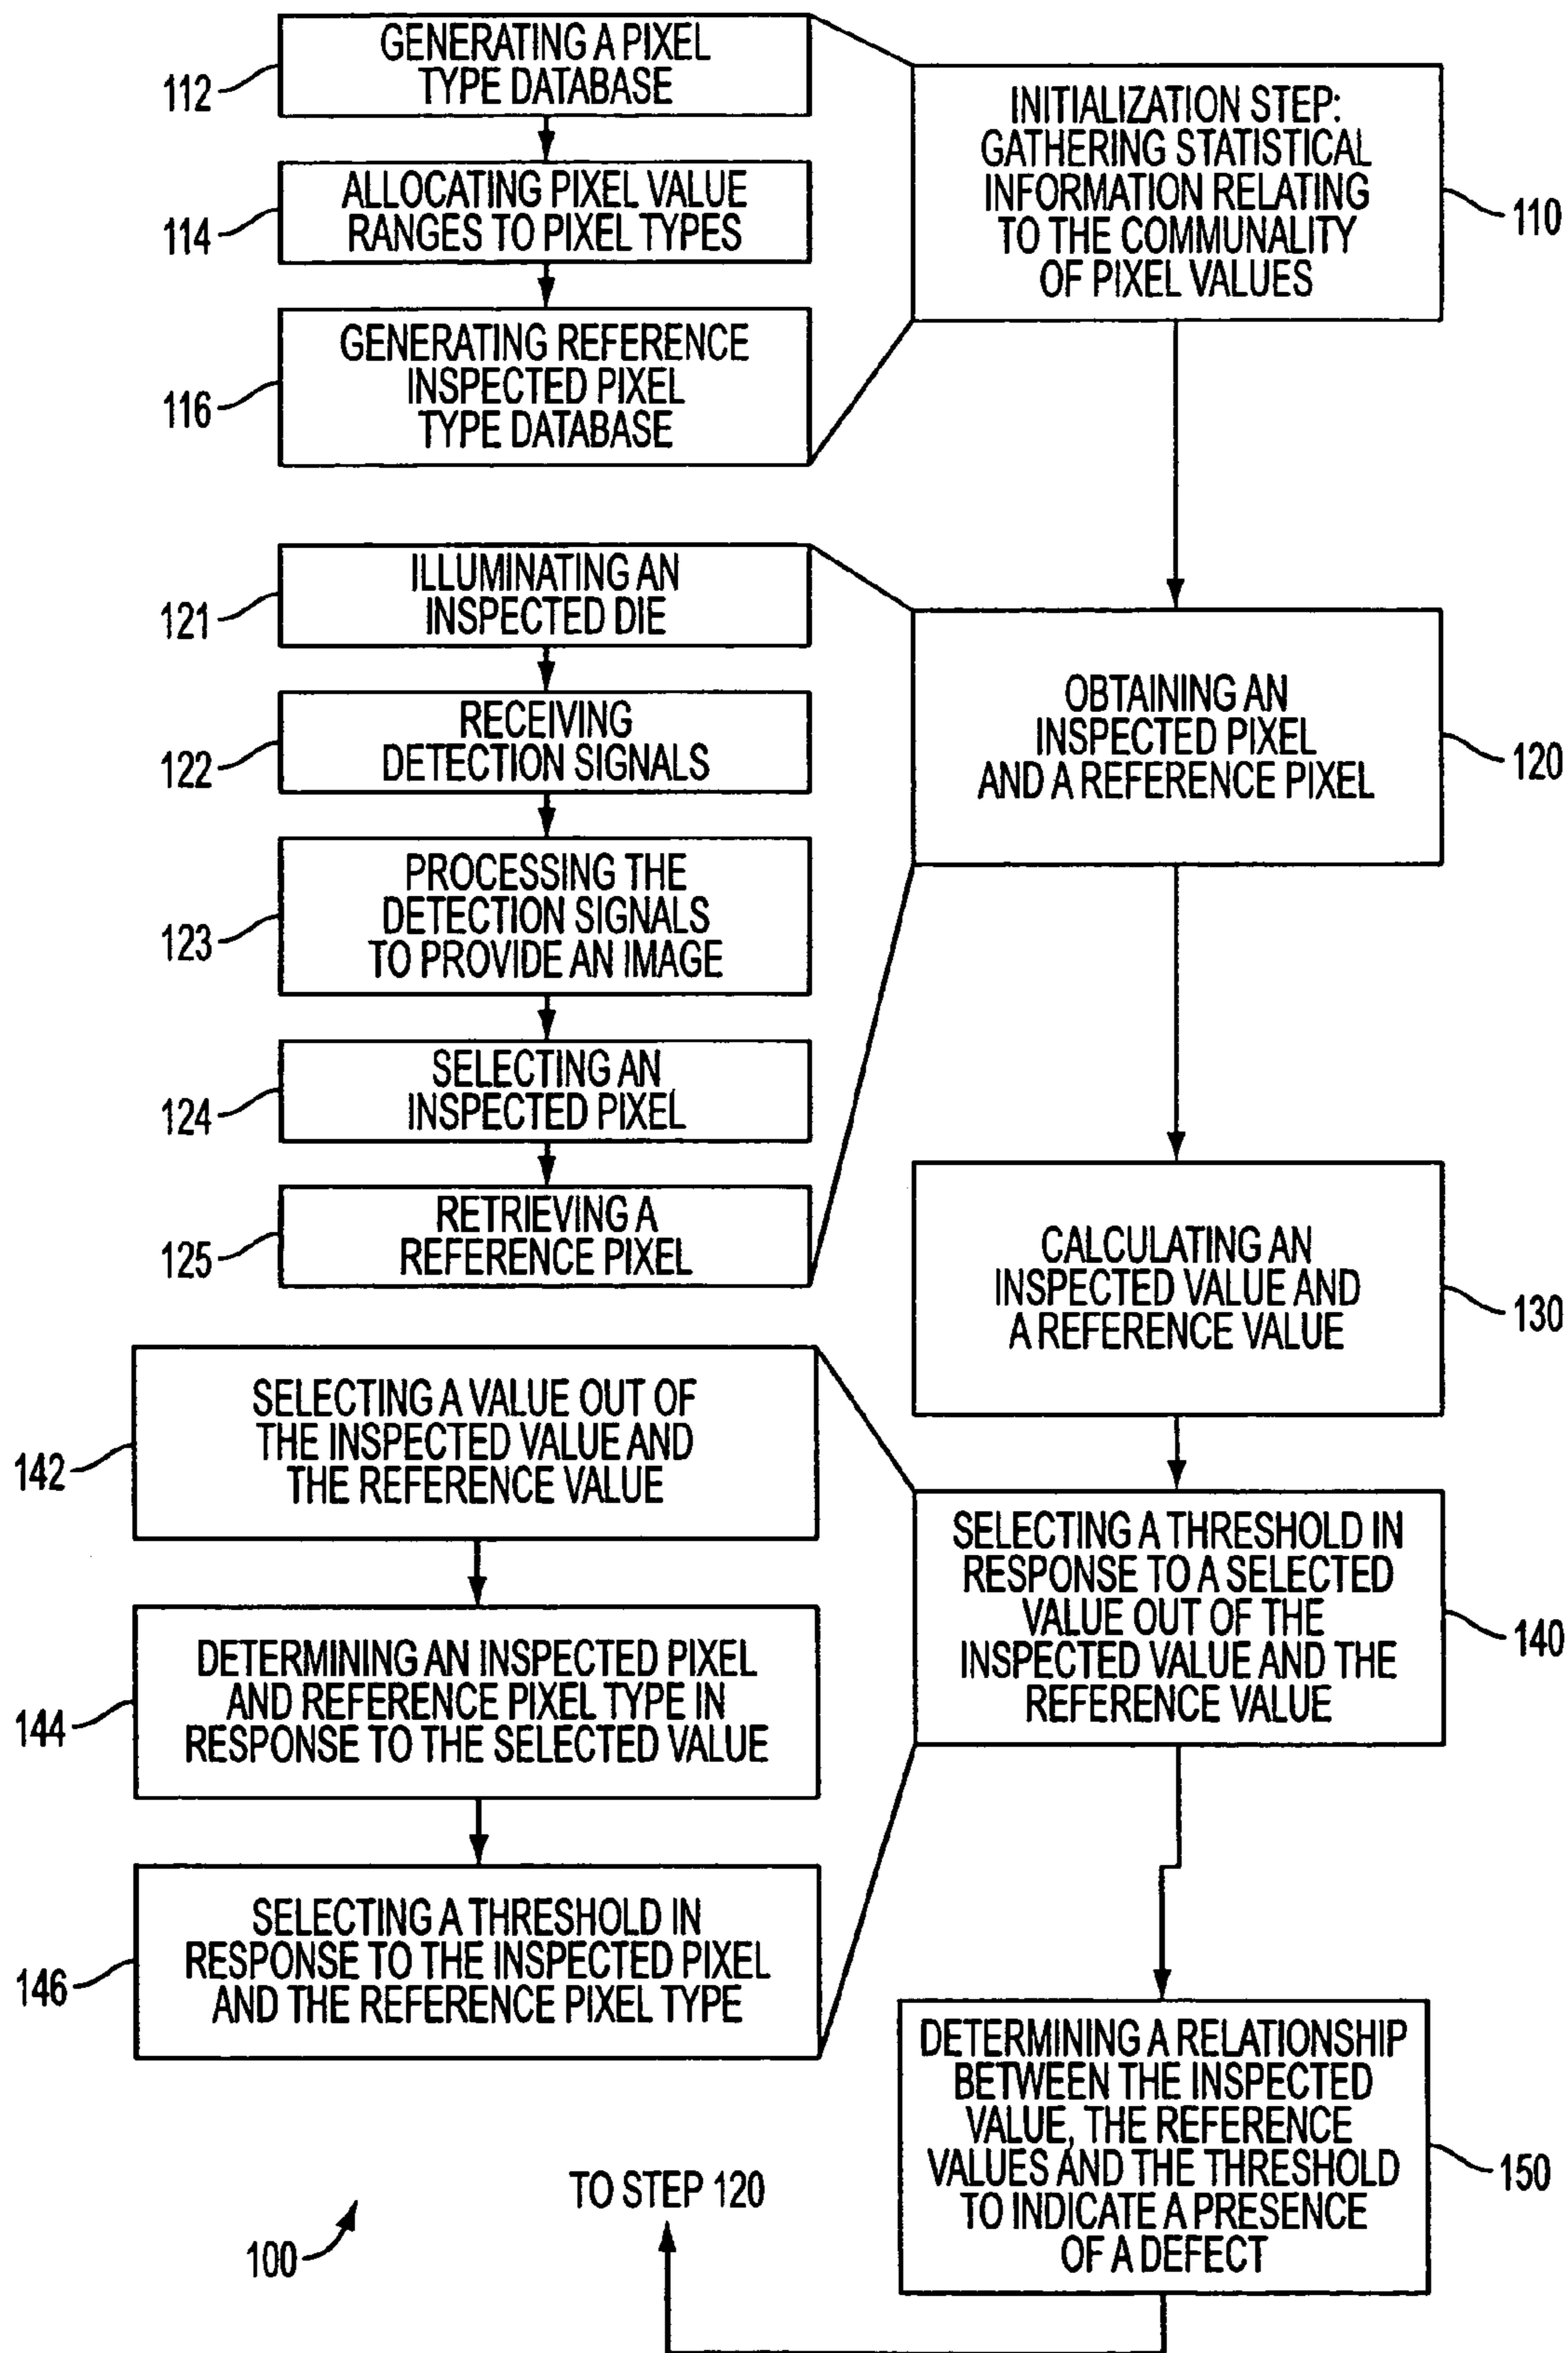 GENERATING A PIXEL
TYPE DATABASE
112
ALLOCATING PIXEL VALUE
RANGES TO PIXEL TYPES
114
GENERATING REFERENCE
INSPECTED PIXEL
TYPE DATABASE
116
INITIALIZATION STEP:
GATHERING STATISTICAL
INFORMATION RELATING
TO THE COMMUNALITY
OF PIXEL VALUES
110
ILLUMINATING AN
INSPECTED DIE
121
RECEIVING
DETECTION SIGNALS
122
PROCESSING THE
DETECTION SIGNALS
TO PROVIDE AN IMAGE
123
SELECTING AN
INSPECTED PIXEL
124
RETRIEVING A
REFERENCE PIXEL
125
OBTAINING AN
INSPECTED PIXEL
AND A REFERENCE PIXEL
120
CALCULATING AN
INSPECTED VALUE AND
A REFERENCE VALUE
130
SELECTING A VALUE OUT OF
THE INSPECTED VALUE AND
THE REFERENCE VALUE
142
DETERMINING AN INSPECTED PIXEL
AND REFERENCE PIXEL TYPE IN
RESPONSE TO THE SELECTED VALUE
144
SELECTING A THRESHOLD IN
RESPONSE TO THE INSPECTED PIXEL
AND THE REFERENCE PIXEL TYPE
146
SELECTING A THRESHOLD IN
RESPONSE TO A SELECTED
VALUE OUT OF THE
INSPECTED VALUE AND THE
REFERENCE VALUE
140
DETERMINING A RELATIONSHIP
BETWEEN THE INSPECTED
VALUE, THE REFERENCE
VALUES AND THE THRESHOLD
TO INDICATE A PRESENCE
OF A DEFECT
150
TO STEP 120
100